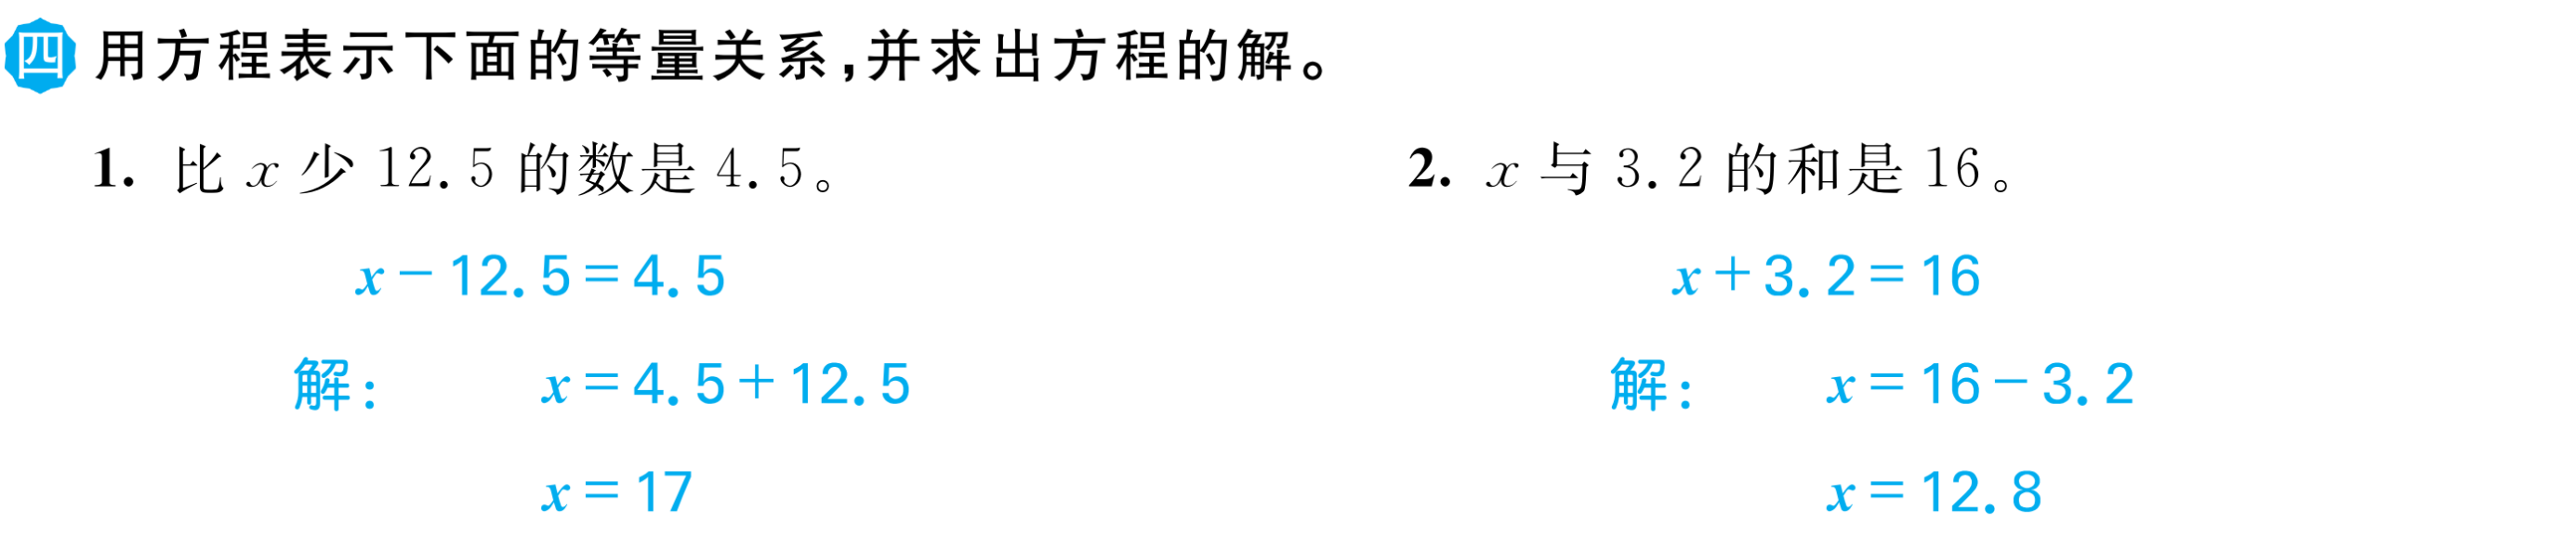 四 用方程表示下面的等量关系,并求出方程的解。
1. 比 x 少 12.5 的数是 4.5。
x－12.5＝4.5
解: x＝4.5＋12.5
x＝17
2. x 与 3.2 的和是 16。
x＋3.2＝16
解: x＝16－3.2
x＝12.8